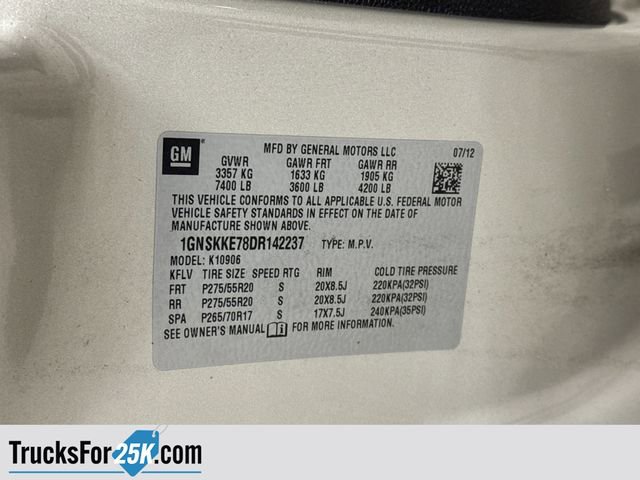 GM
MFD BY GENERAL MOTORS LLC 07/12
GVWR GAWR FRT GAWR RR
3357 KG 1633 KG 1905 KG
7400 LB 3600 LB 4200 LB
THIS VEHICLE CONFORMS TO ALL APPLICABLE U.S. FEDERAL MOTOR
VEHICLE SAFETY STANDARDS IN EFFECT ON THE DATE OF
MANUFACTURE SHOWN ABOVE.
1GNSKKE78DR142237 TYPE: M.P.V.
MODEL: K10906
KFLV TIRE SIZE SPEED RTG RIM COLD TIRE PRESSURE
FRT P275/55R20 S 20X8.5J 220KPA(32PSI)
RR P275/55R20 S 20X8.5J 220KPA(32PSI)
SPA P265/70R17 S 17X7.5J 240KPA(35PSI)
SEE OWNER'S MANUAL FOR MORE INFORMATION.
TrucksFor25K.com